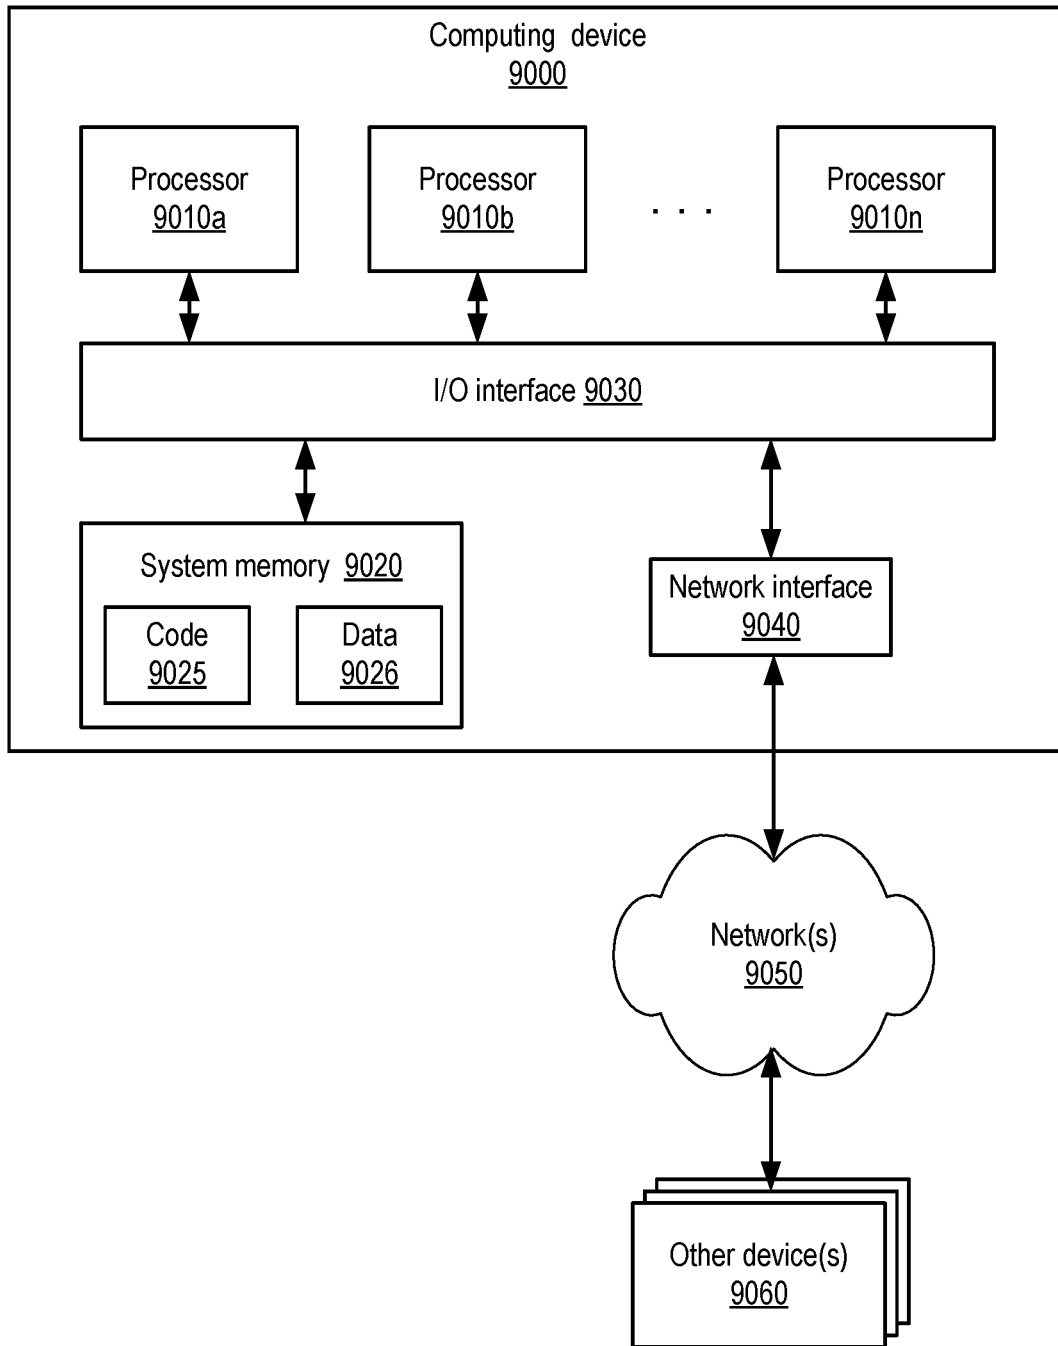 Computing device
9000
Processor
9010a
Processor
9010b
. . .
Processor
9010n
I/O interface 9030
System memory 9020
Code
9025
Data
9026
Network interface
9040
Network(s)
9050
Other device(s)
9060